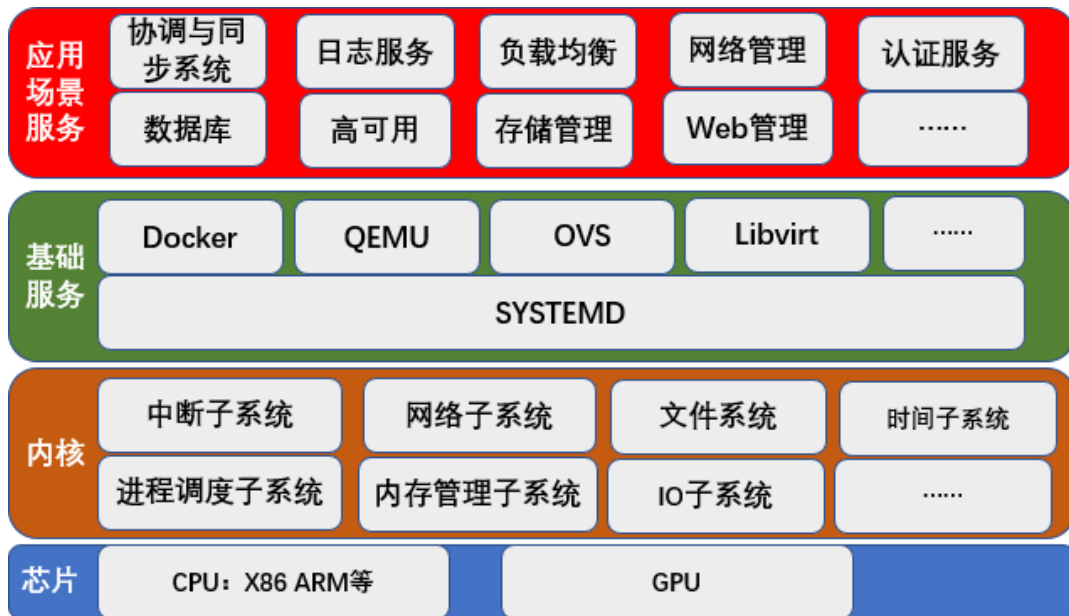 应用
场景
服务
协调与同
步系统
日志服务
负载均衡
网络管理
认证服务
数据库
高可用
存储管理
Web管理
……
基础
服务
Docker
QEMU
OVS
Libvirt
……
SYSTEMD
内核
中断子系统
网络子系统
文件系统
时间子系统
进程调度子系统
内存管理子系统
IO子系统
……
芯片
CPU：X86 ARM等
GPU